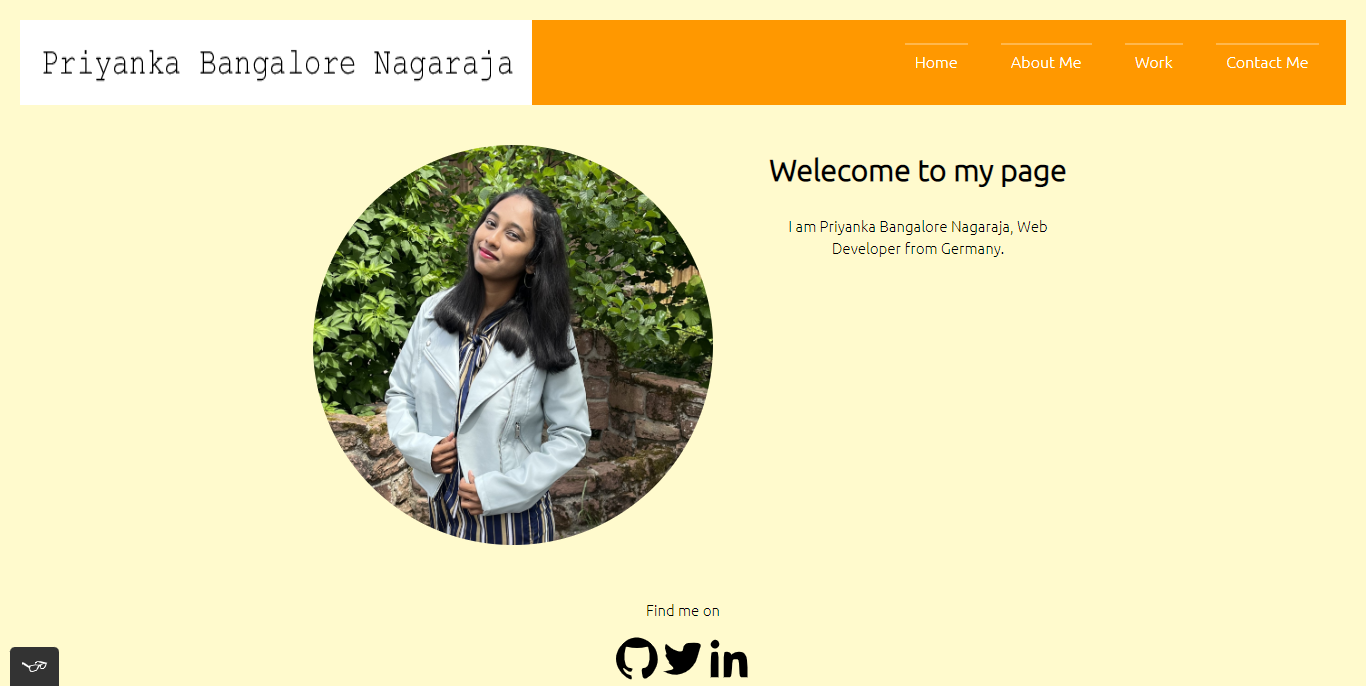 Priyanka Bangalore Nagaraja
Home
About Me
Work
Contact Me
Welecome to my page
I am Priyanka Bangalore Nagaraja, Web
Developer from Germany.
Find me on
in